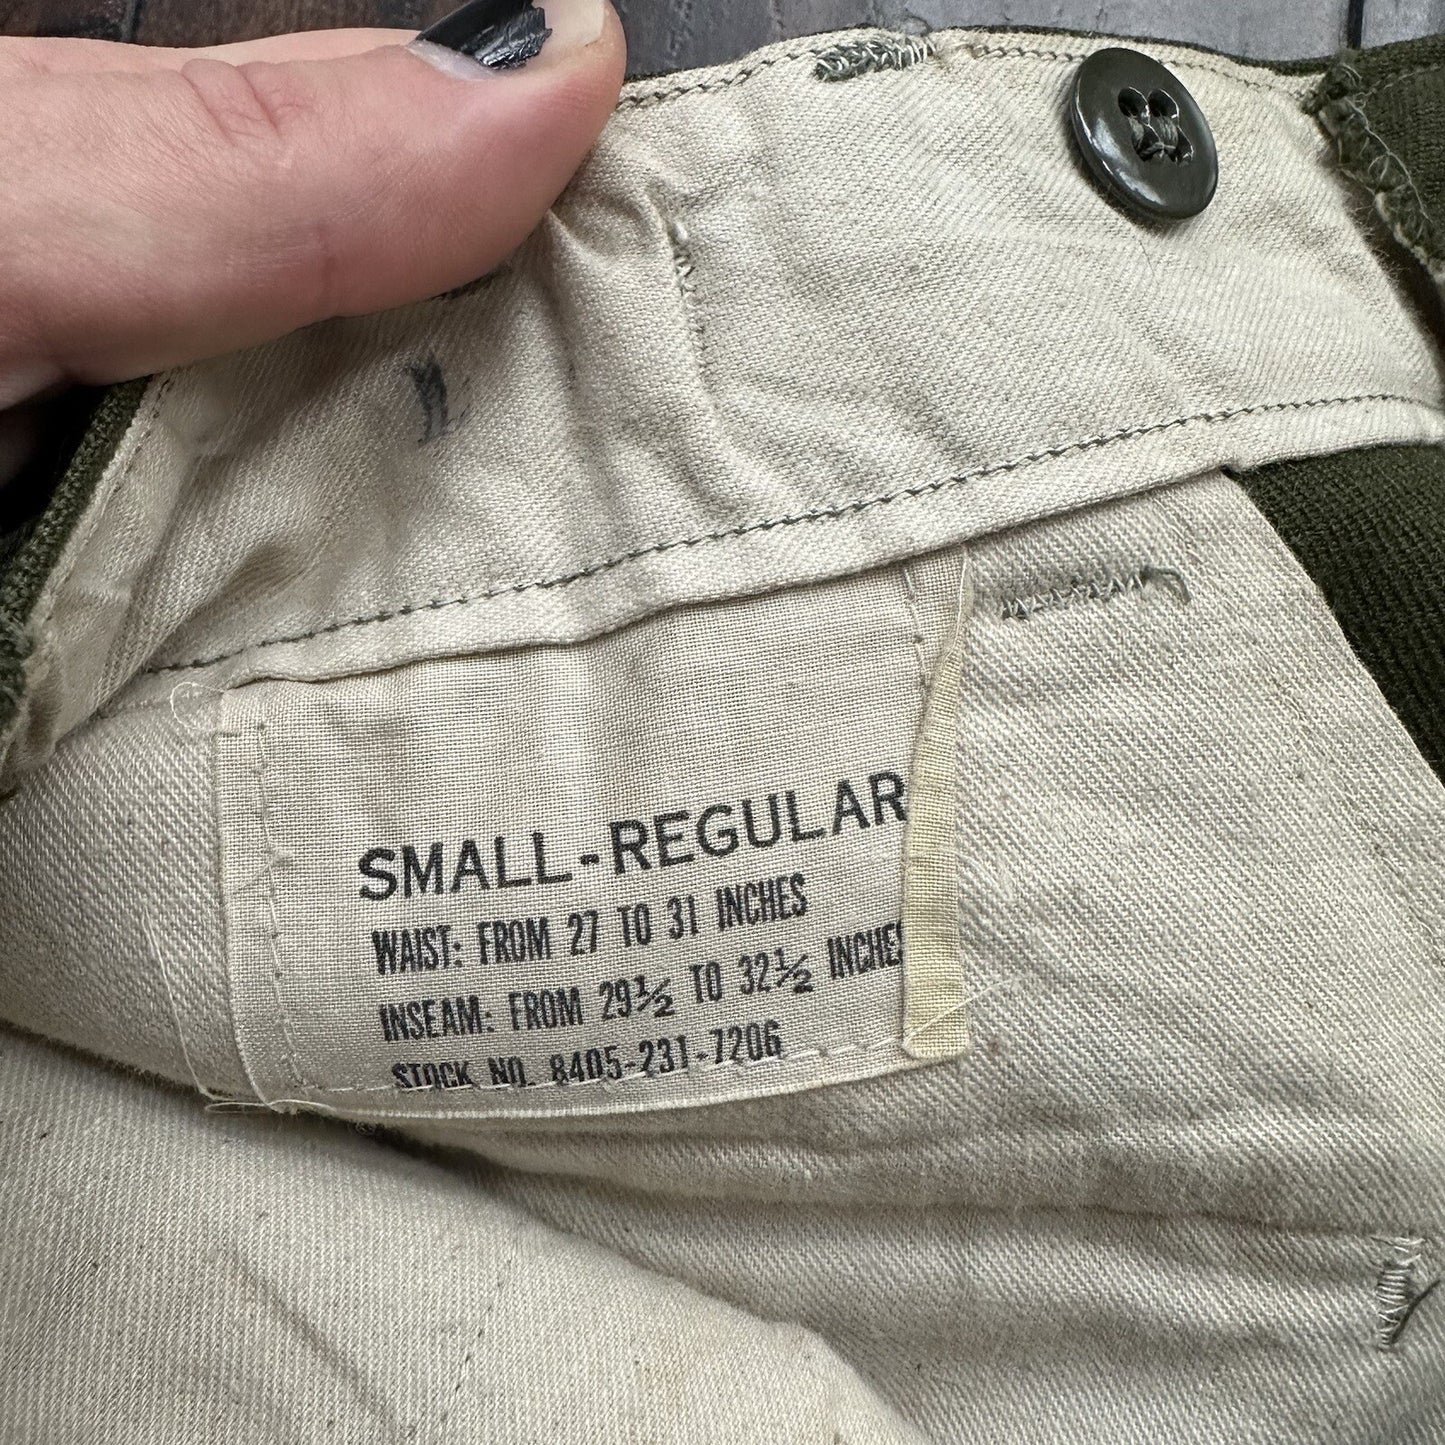 SMALL-REGULAR
WAIST: FROM 27 TO 31 INCHES
INSEAM: FROM 29½ TO 32½ INCHES
STOCK NO. 8405-231-7206